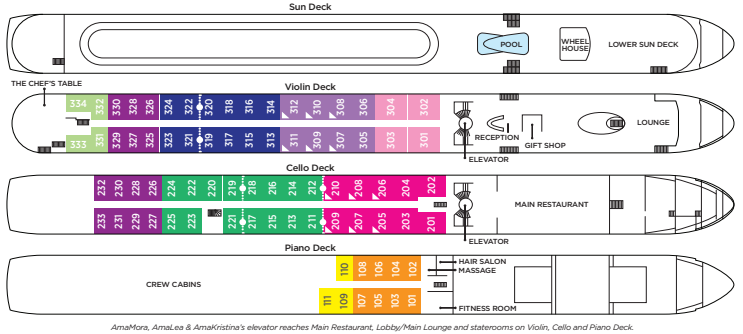 Sun Deck
POOL
WHEEL
HOUSE
LOWER SUN DECK
THE CHEF'S TABLE
Violin Deck
334 332 330 328 326 324 322 320 318 316 314 312 310 308 306 304 302
333 331 329 327 325 323 321 319 317 315 313 311 309 307 305 303 301
RECEPTION
GIFT SHOP
LOUNGE
ELEVATOR
Cello Deck
232 230 228 226 224 222 220 219 218 216 214 212 210 208 206 204 202
233 231 229 227 225 223 221 217 215 213 211 209 207 205 203 201
MAIN RESTAURANT
ELEVATOR
Piano Deck
CREW CABINS
110 108 106 104 102
111 109 107 105 103 101
HAIR SALON
MASSAGE
FITNESS ROOM
AmaMora, AmaLea & AmaKristina's elevator reaches Main Restaurant, Lobby/Main Lounge and staterooms on Violin, Cello and Piano Deck.